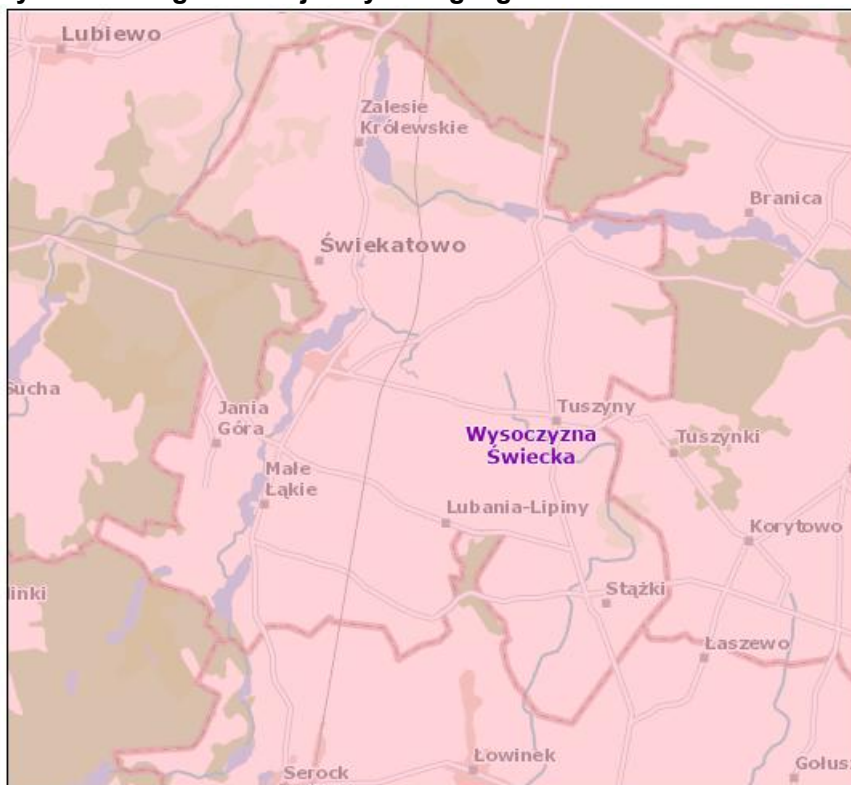 Lubiewo
Zalesie
Królewskie
Branica
Świekatowo
Sucha
Jania
Góra
Tuszyny
Wysoczyzna
Świecka
Tuszynki
Małe
Łąkie
Lubania-Lipiny
Korytowo
inki
Stążki
Łaszewo
Łowinek
Serock
Gołus